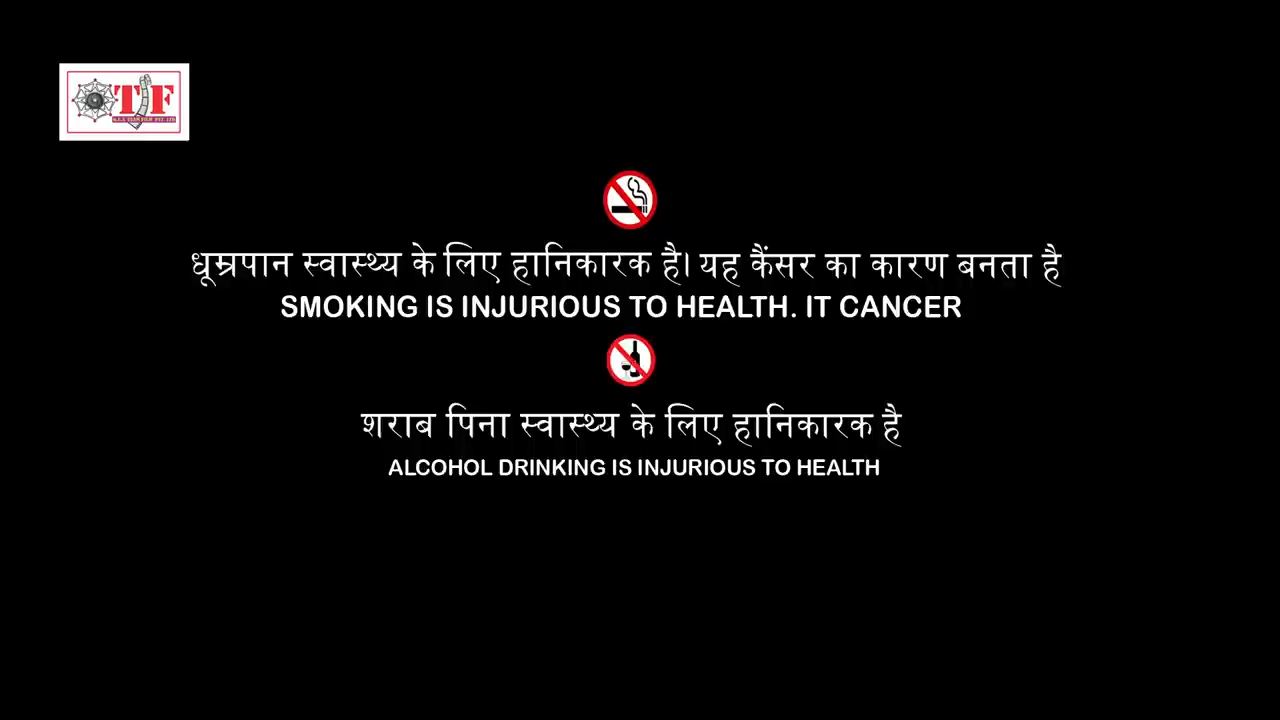 TJF
धूम्रपान स्वास्थ्य के लिए हानिकारक है। यह कैंसर का कारण बनता है
SMOKING IS INJURIOUS TO HEALTH. IT CANCER
शराब पिना स्वास्थ्य के लिए हानिकारक है
ALCOHOL DRINKING IS INJURIOUS TO HEALTH